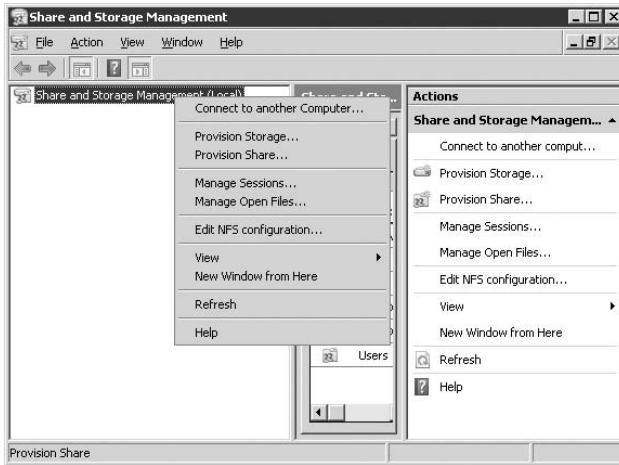 Share and Storage Management
File Action View Window Help
Share and Storage Management (Local)
Connect to another Computer...
Provision Storage...
Provision Share...
Manage Sessions...
Manage Open Files...
Edit NFS configuration...
View
New Window from Here
Refresh
Help
Share and Sto...
Users
Actions
Share and Storage Managem...
Connect to another comput...
Provision Storage...
Provision Share...
Manage Sessions...
Manage Open Files...
Edit NFS configuration...
View
New Window from Here
Refresh
Help
Provision Share